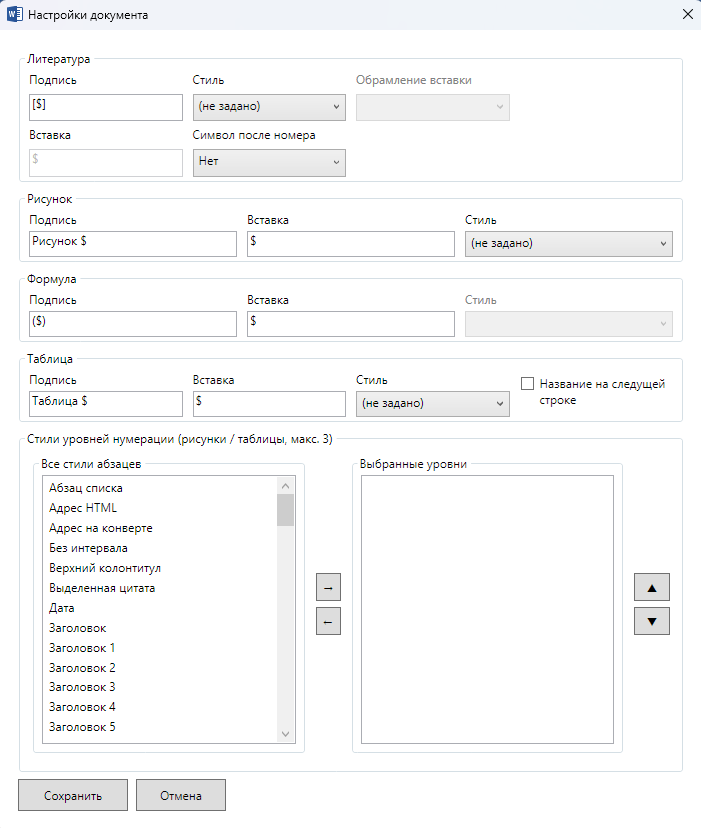 Настройки документа
Литература
Подпись Стиль Обрамление вставки
[$] (не задано)
Вставка Символ после номера
$ Нет
Рисунок
Подпись Вставка Стиль
Рисунок $ $ (не задано)
Формула
Подпись Вставка Стиль
($) $
Таблица
Подпись Вставка Стиль
Таблица $ $ (не задано)
Название на следущей
строке
Стили уровней нумерации (рисунки / таблицы, макс. 3)
Все стили абзацев Выбранные уровни
Абзац списка
Адрес HTML
Адрес на конверте
Без интервала
Верхний колонтитул
Выделенная цитата
Дата
Заголовок
Заголовок 1
Заголовок 2
Заголовок 3
Заголовок 4
Заголовок 5
→
←
▲
▼
Сохранить Отмена